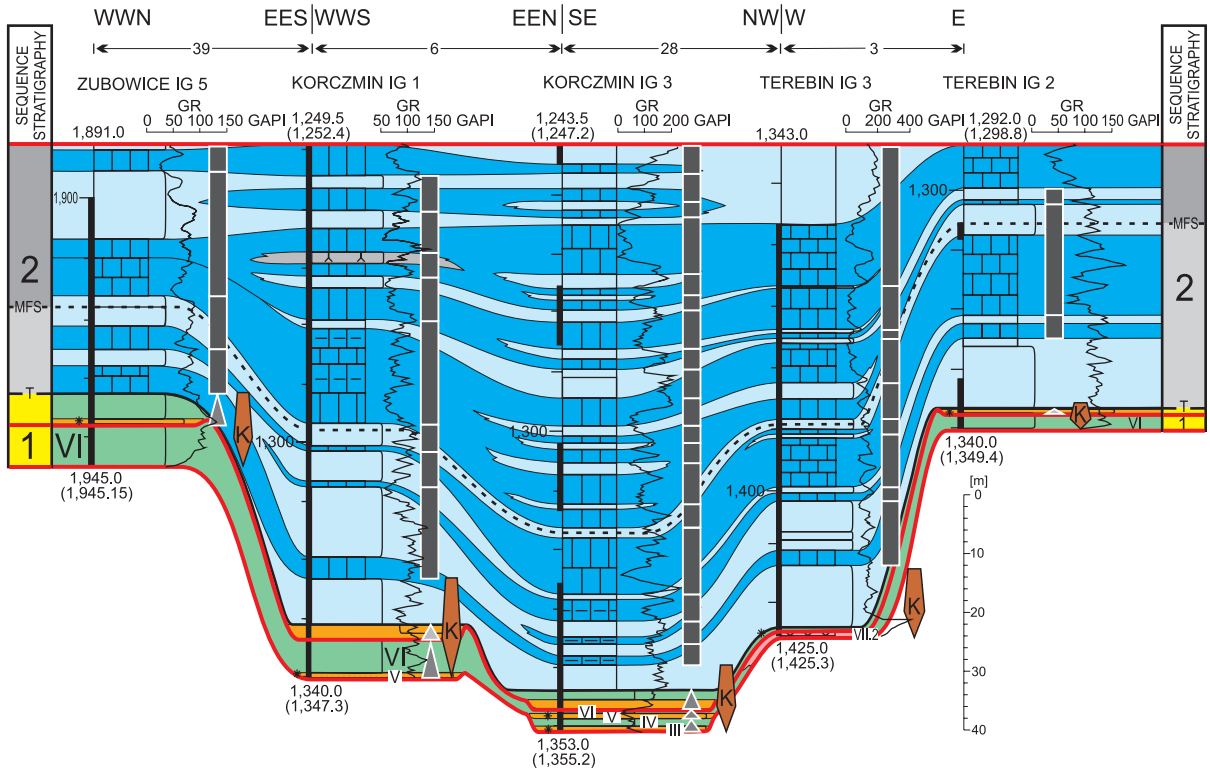 WWN EES WWS EEN SE NW W E
39 6 28 3
SEQUENCE STRATIGRAPHY
ZUBOWICE IG 5 KORCZMIN IG 1 KORCZMIN IG 3 TEREBIN IG 3 TEREBIN IG 2
SEQUENCE STRATIGRAPHY
GR GR GR GR GR
0 50 100 150 GAPI 50 100 150 GAPI 0 100 200 GAPI 0 200 400 GAPI 0 50 100 150 GAPI
1,891.0 1,249.5 1,243.5 1,343.0 1,292.0
(1,252.4) (1,247.2) (1,298.8)
1,900 1,300
MFS
2 2
MFS
T
K
1 VI
1,300 1,300
T
K VI 1
1,945.0
(1,945.15)
1,340.0
(1,349.4)
1,400
[m]
0
10
20
30
40
K
K
VI
V
VII.2
1,425.0
(1,425.3)
1,340.0
(1,347.3)
K
VI V IV III
1,353.0
(1,355.2)